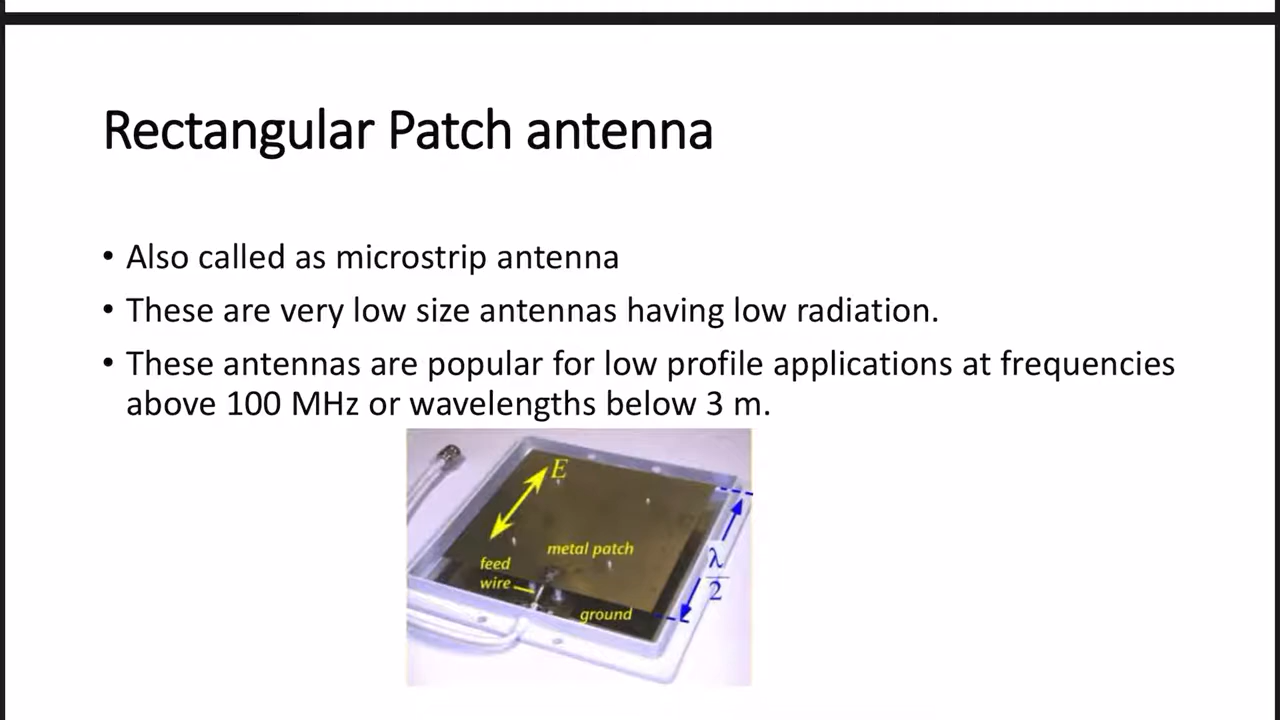 Rectangular Patch antenna
• Also called as microstrip antenna
• These are very low size antennas having low radiation.
• These antennas are popular for low profile applications at frequencies
above 100 MHz or wavelengths below 3 m.
E
metal patch
feed
wire
ground
λ
2